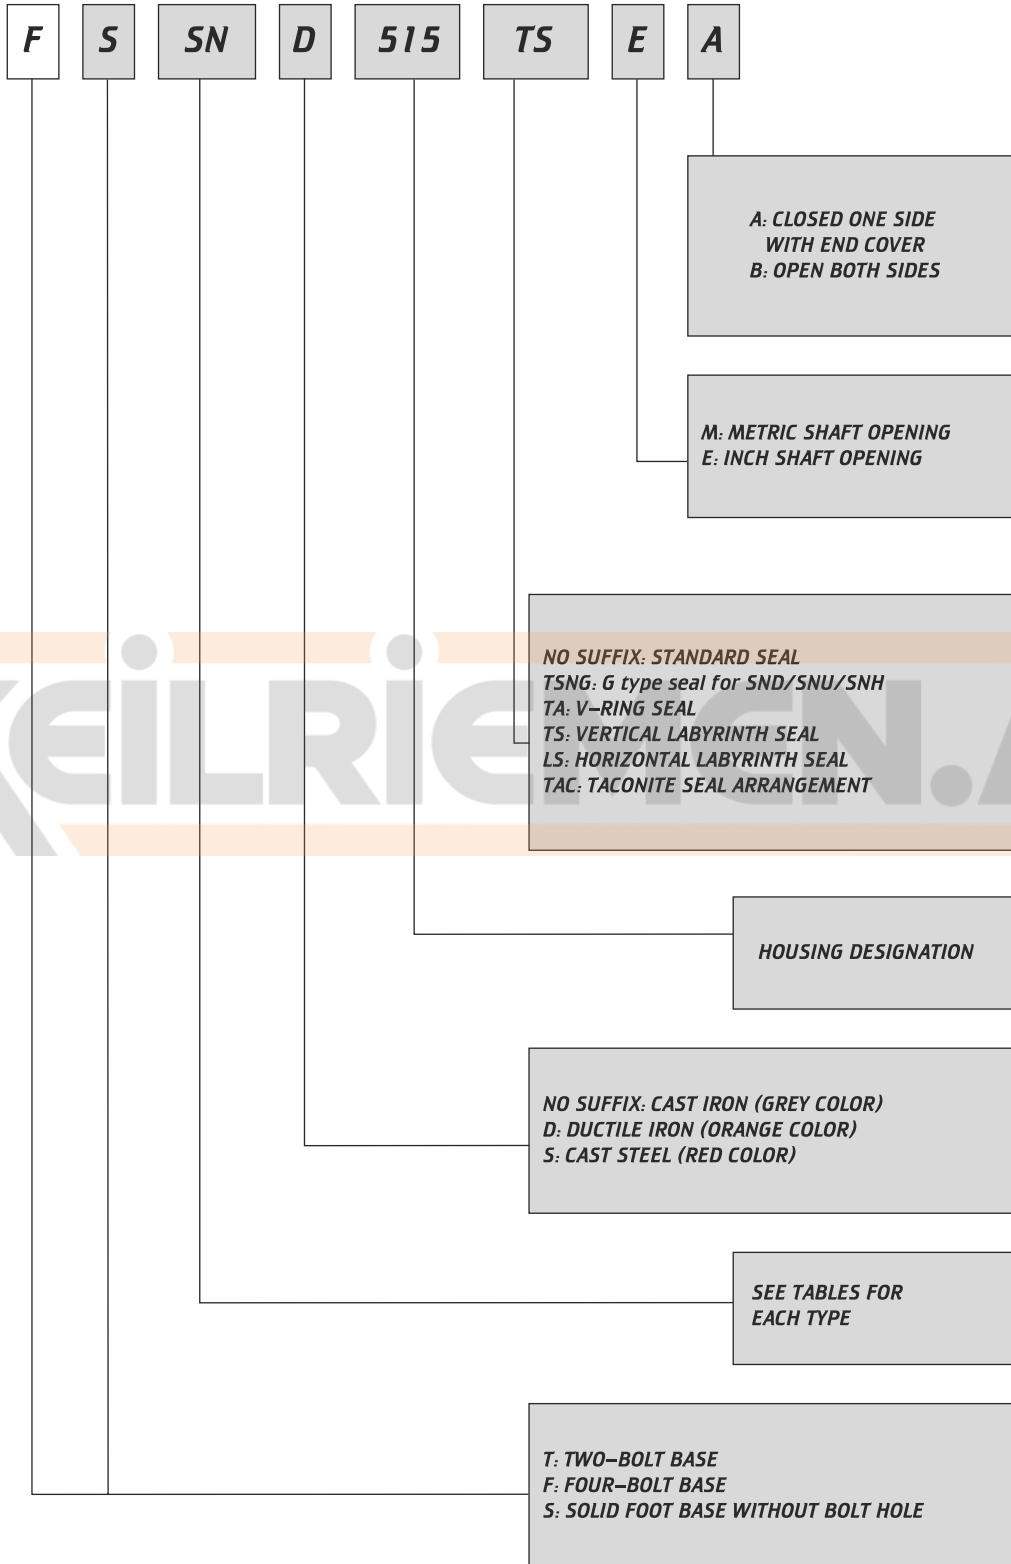 F S SN D 515 TS E A
A: CLOSED ONE SIDE
WITH END COVER
B: OPEN BOTH SIDES
M: METRIC SHAFT OPENING
E: INCH SHAFT OPENING
NO SUFFIX: STANDARD SEAL
TSNG: G type seal for SND/SNU/SNH
TA: V–RING SEAL
TS: VERTICAL LABYRINTH SEAL
LS: HORIZONTAL LABYRINTH SEAL
TAC: TACONITE SEAL ARRANGEMENT
KEILRIEMEN.A
HOUSING DESIGNATION
NO SUFFIX: CAST IRON (GREY COLOR)
D: DUCTILE IRON (ORANGE COLOR)
S: CAST STEEL (RED COLOR)
SEE TABLES FOR
EACH TYPE
T: TWO–BOLT BASE
F: FOUR–BOLT BASE
S: SOLID FOOT BASE WITHOUT BOLT HOLE